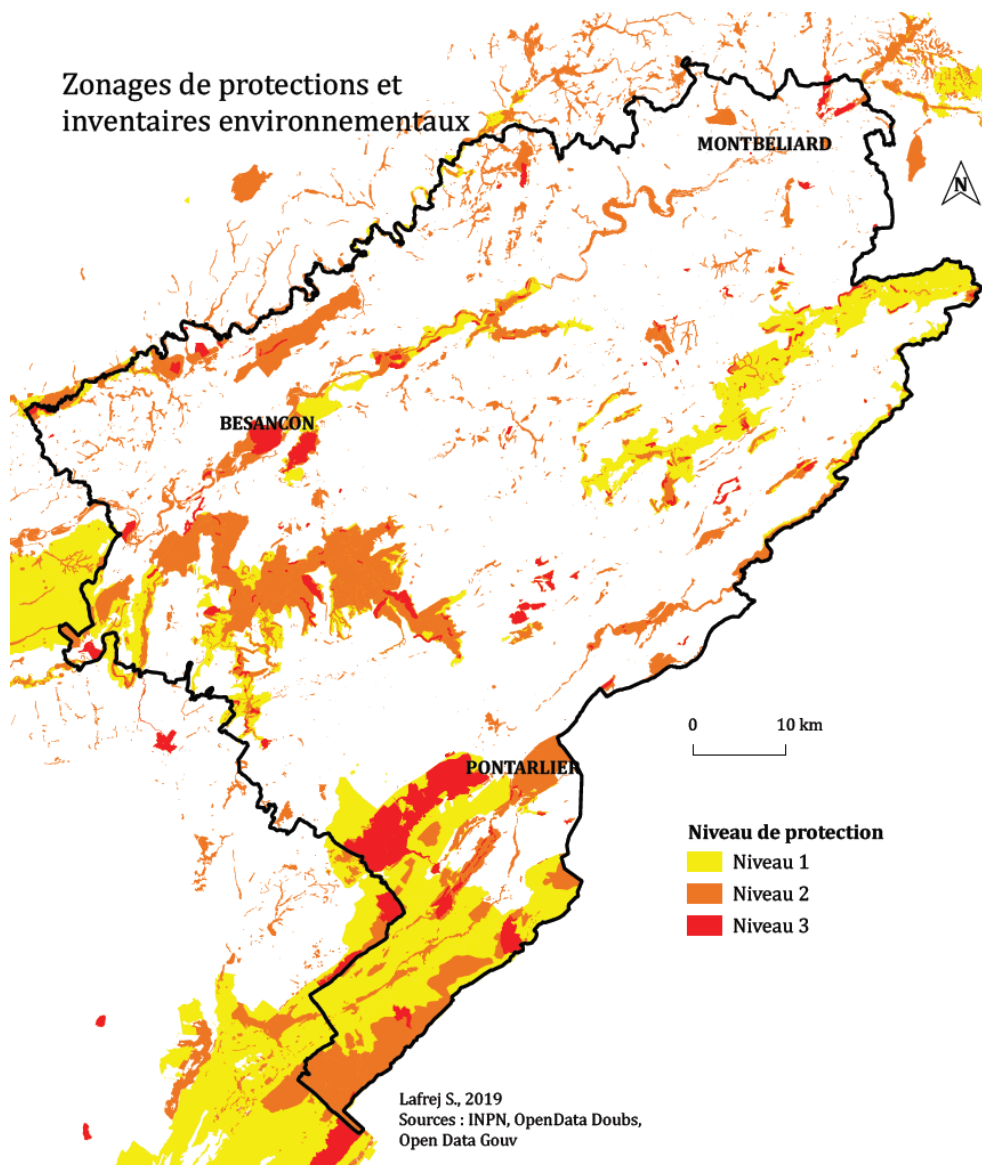 Zonages de protections et
inventaires environnementaux
MONTBELIARD
N
BESANCON
PONTARLIER
0 10 km
Niveau de protection
Niveau 1
Niveau 2
Niveau 3
Lafrej S., 2019
Sources : INPN, OpenData Doubs,
Open Data Gouv